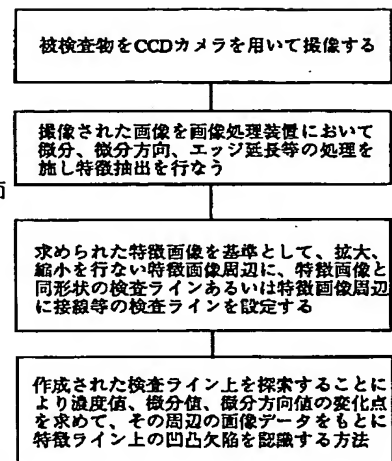 被検査物をCCDカメラを用いて撮像する
撮像された画像を画像処理装置において
微分、微分方向、エッジ延長等の処理を
施し特徴抽出を行なう
求められた特徴画像を基準として、拡大、
縮小を行ない特徴画像周辺に、特徴画像と
同形状の検査ラインあるいは特徴画像周辺
に接線等の検査ラインを設定する
作成された検査ライン上を探索することに
より濃度値、微分値、微分方向値の変化点
を求めて、その周辺の画像データをもとに
特徴ライン上の凹凸欠陥を認識する方法